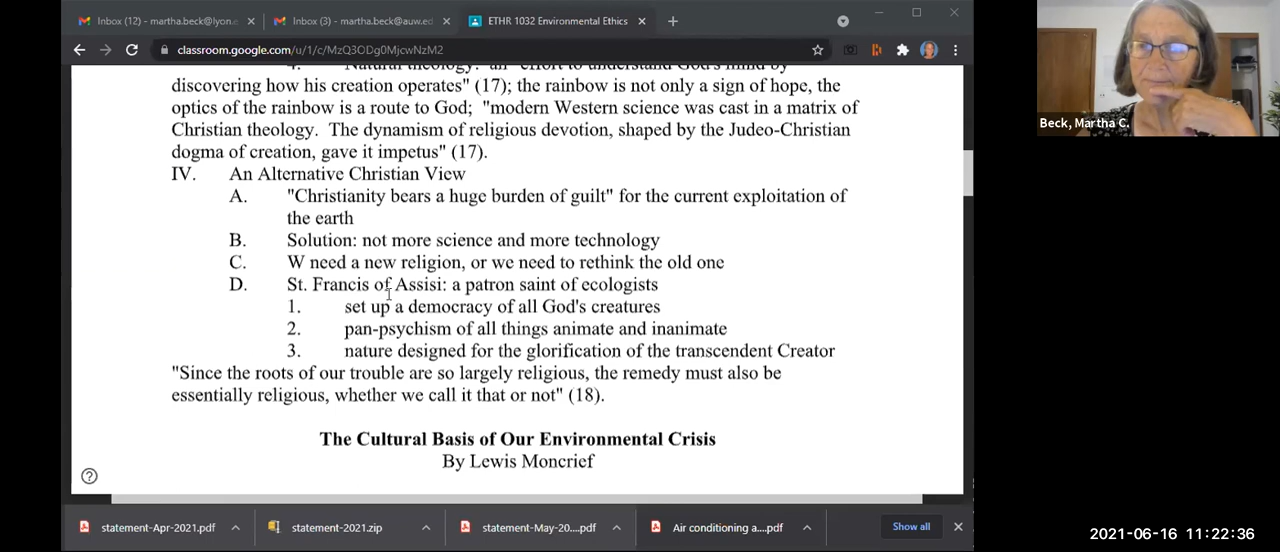 Inbox (12) - martha.beck@lyon.e
Inbox (3) - martha.beck@auw.ed
ETHR 1032 Environmental Ethics
classroom.google.com/u/1/c/MzQ3ODg0MjcwNzM2
4. "Natural theology: an "effort to understand God's mind by
discovering how his creation operates" (17); the rainbow is not only a sign of hope, the
optics of the rainbow is a route to God; "modern Western science was cast in a matrix of
Christian theology. The dynamism of religious devotion, shaped by the Judeo-Christian
dogma of creation, gave it impetus" (17).
IV. An Alternative Christian View
A. "Christianity bears a huge burden of guilt" for the current exploitation of
the earth
B. Solution: not more science and more technology
C. W need a new religion, or we need to rethink the old one
D. St. Francis of Assisi: a patron saint of ecologists
1. set up a democracy of all God's creatures
2. pan-psychism of all things animate and inanimate
3. nature designed for the glorification of the transcendent Creator
"Since the roots of our trouble are so largely religious, the remedy must also be
essentially religious, whether we call it that or not" (18).
The Cultural Basis of Our Environmental Crisis
By Lewis Moncrief
statement-Apr-2021.pdf
statement-2021.zip
statement-May-20....pdf
Air conditioning a....pdf
Show all
Beck, Martha C.
2021-06-16 11:22:36